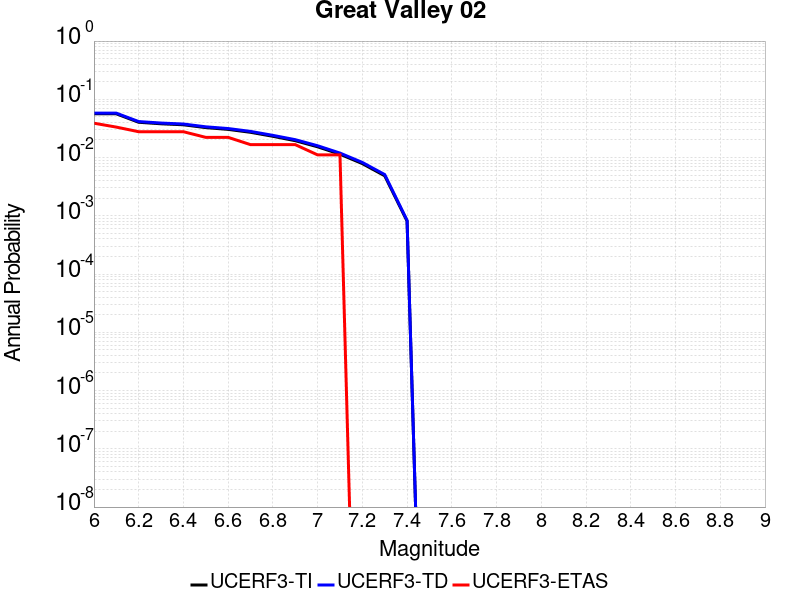 Great Valley 02
10^0
10^-1
10^-2
10^-3
10^-4
10^-5
10^-6
10^-7
10^-8
Annual Probability
6 6.2 6.4 6.6 6.8 7 7.2 7.4 7.6 7.8 8 8.2 8.4 8.6 8.8 9
Magnitude
UCERF3-TI UCERF3-TD UCERF3-ETAS